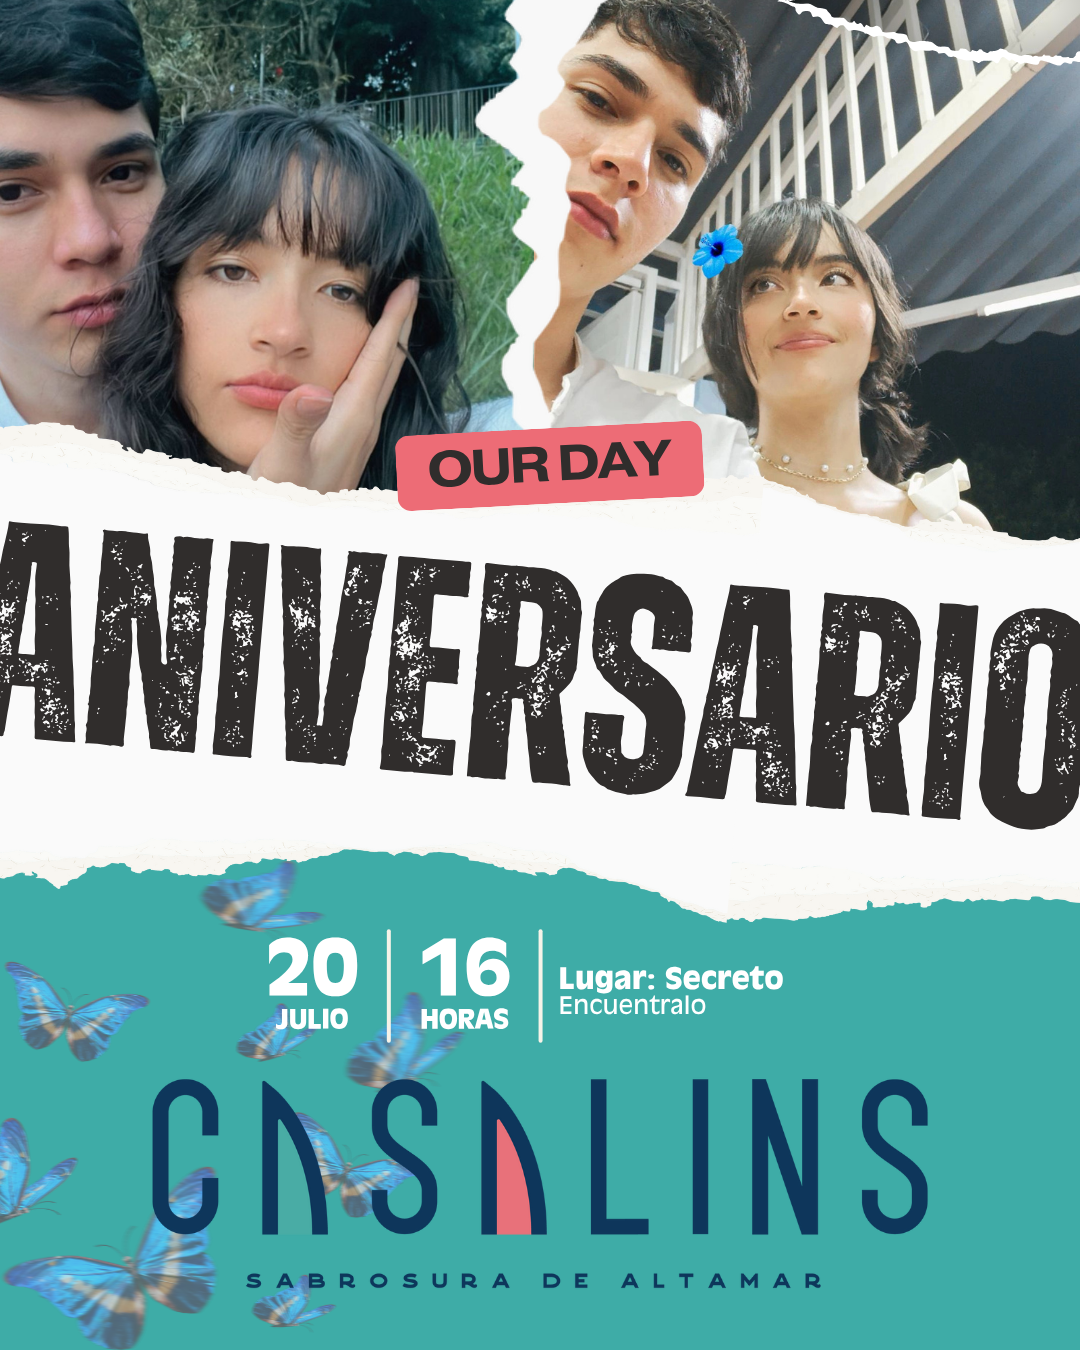 OUR DAY
ANIVERSARIO
20
JULIO
16
HORAS
Lugar: Secreto
Encuentralo
CASALINS
SABROSURA DE ALTAMAR